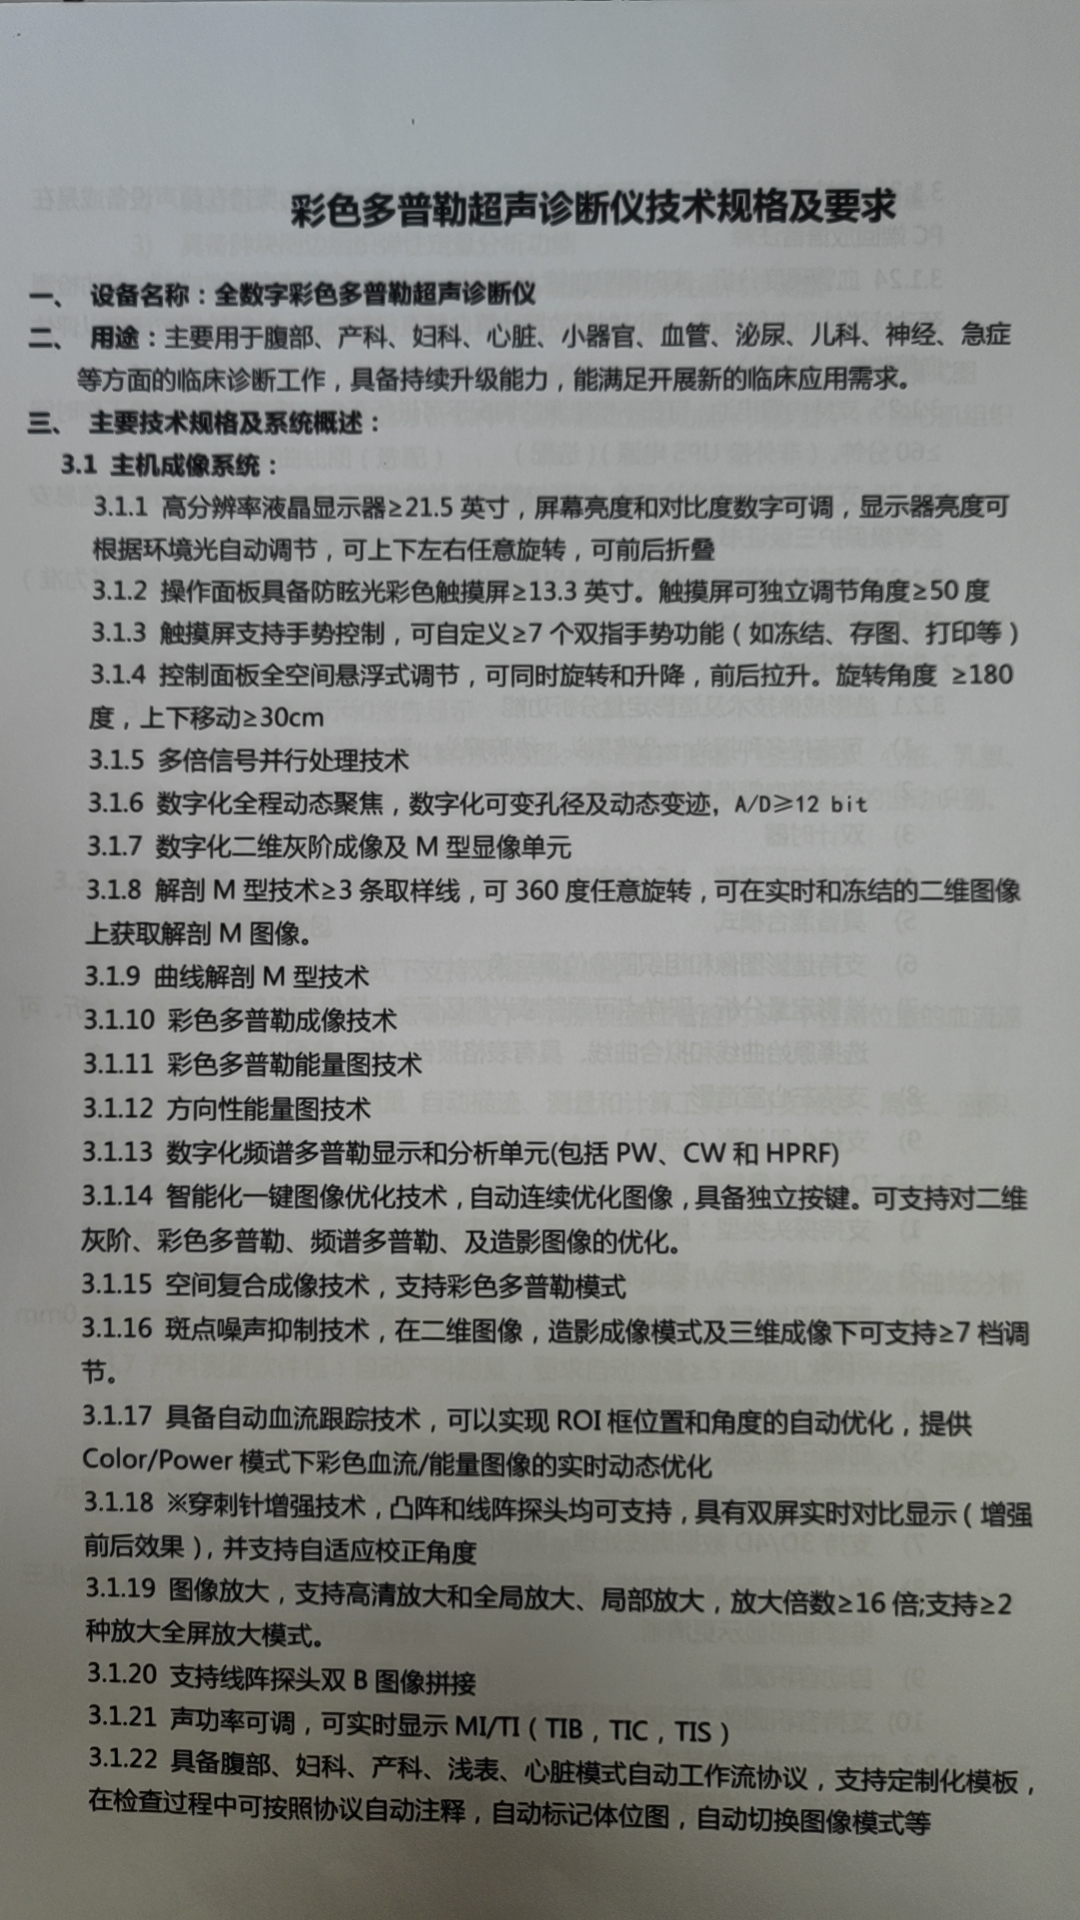 彩色多普勒超声诊断仪技术规格及要求
一、 设备名称：全数字彩色多普勒超声诊断仪
二、 用途：主要用于腹部、产科、妇科、心脏、小器官、血管、泌尿、儿科、神经、急症
等方面的临床诊断工作，具备持续升级能力，能满足开展新的临床应用需求。
三、 主要技术规格及系统概述：
3.1 主机成像系统：
3.1.1 高分辨率液晶显示器≥21.5 英寸，屏幕亮度和对比度数字可调，显示器亮度可
根据环境光自动调节，可上下左右任意旋转，可前后折叠
3.1.2 操作面板具备防眩光彩色触摸屏≥13.3 英寸。触摸屏可独立调节角度≥50 度
3.1.3 触摸屏支持手势控制，可自定义≥7 个双指手势功能（如冻结、存图、打印等）
3.1.4 控制面板全空间悬浮式调节，可同时旋转和升降，前后拉升。旋转角度 ≥180
度，上下移动≥30cm
3.1.5 多倍信号并行处理技术
3.1.6 数字化全程动态聚焦，数字化可变孔径及动态变迹，A/D≥12 bit
3.1.7 数字化二维灰阶成像及 M 型显像单元
3.1.8 解剖 M 型技术≥3 条取样线，可 360 度任意旋转，可在实时和冻结的二维图像
上获取解剖 M 图像。
3.1.9 曲线解剖 M 型技术
3.1.10 彩色多普勒成像技术
3.1.11 彩色多普勒能量图技术
3.1.12 方向性能量图技术
3.1.13 数字化频谱多普勒显示和分析单元(包括 PW、CW 和 HPRF)
3.1.14 智能化一键图像优化技术，自动连续优化图像，具备独立按键。可支持对二维
灰阶、彩色多普勒、频谱多普勒、及造影图像的优化。
3.1.15 空间复合成像技术，支持彩色多普勒模式
3.1.16 斑点噪声抑制技术，在二维图像，造影成像模式及三维成像下可支持≥7 档调
节。
3.1.17 具备自动血流跟踪技术，可以实现 ROI 框位置和角度的自动优化，提供
Color/Power 模式下彩色血流/能量图像的实时动态优化
3.1.18 ※穿刺针增强技术，凸阵和线阵探头均可支持，具有双屏实时对比显示（增强
前后效果），并支持自适应校正角度
3.1.19 图像放大，支持高清放大和全局放大、局部放大，放大倍数≥16 倍;支持≥2
种放大全屏放大模式。
3.1.20 支持线阵探头双 B 图像拼接
3.1.21 声功率可调，可实时显示 MI/TI（TIB，TIC，TIS）
3.1.22 具备腹部、妇科、产科、浅表、心脏模式自动工作流协议，支持定制化模板，
在检查过程中可按照协议自动注释，自动标记体位图，自动切换图像模式等